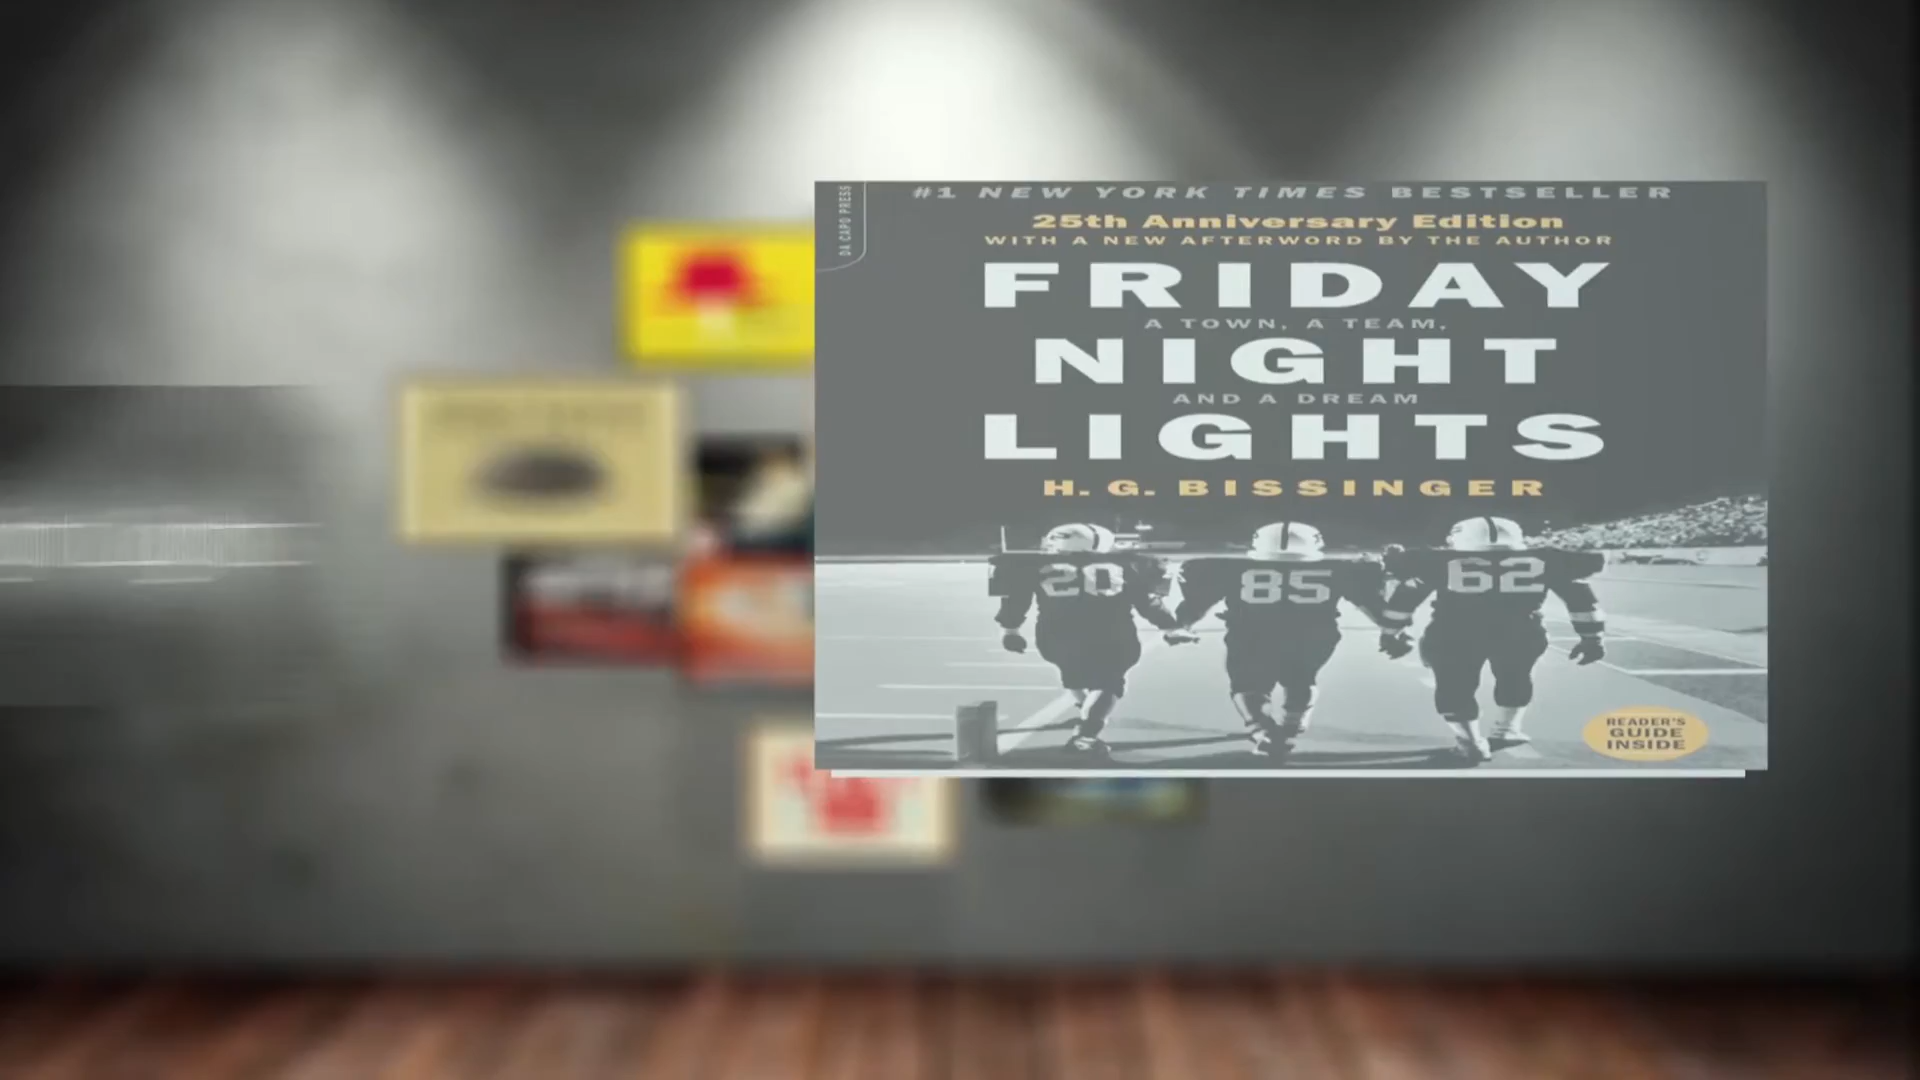 #1 NEW YORK TIMES BESTSELLER
DA CAPO PRESS
25th Anniversary Edition
WITH A NEW AFTERWORD BY THE AUTHOR
FRIDAY
A TOWN, A TEAM,
NIGHT
AND A DREAM
LIGHTS
H. G. BISSINGER
20
85
62
READER'S
GUIDE
INSIDE